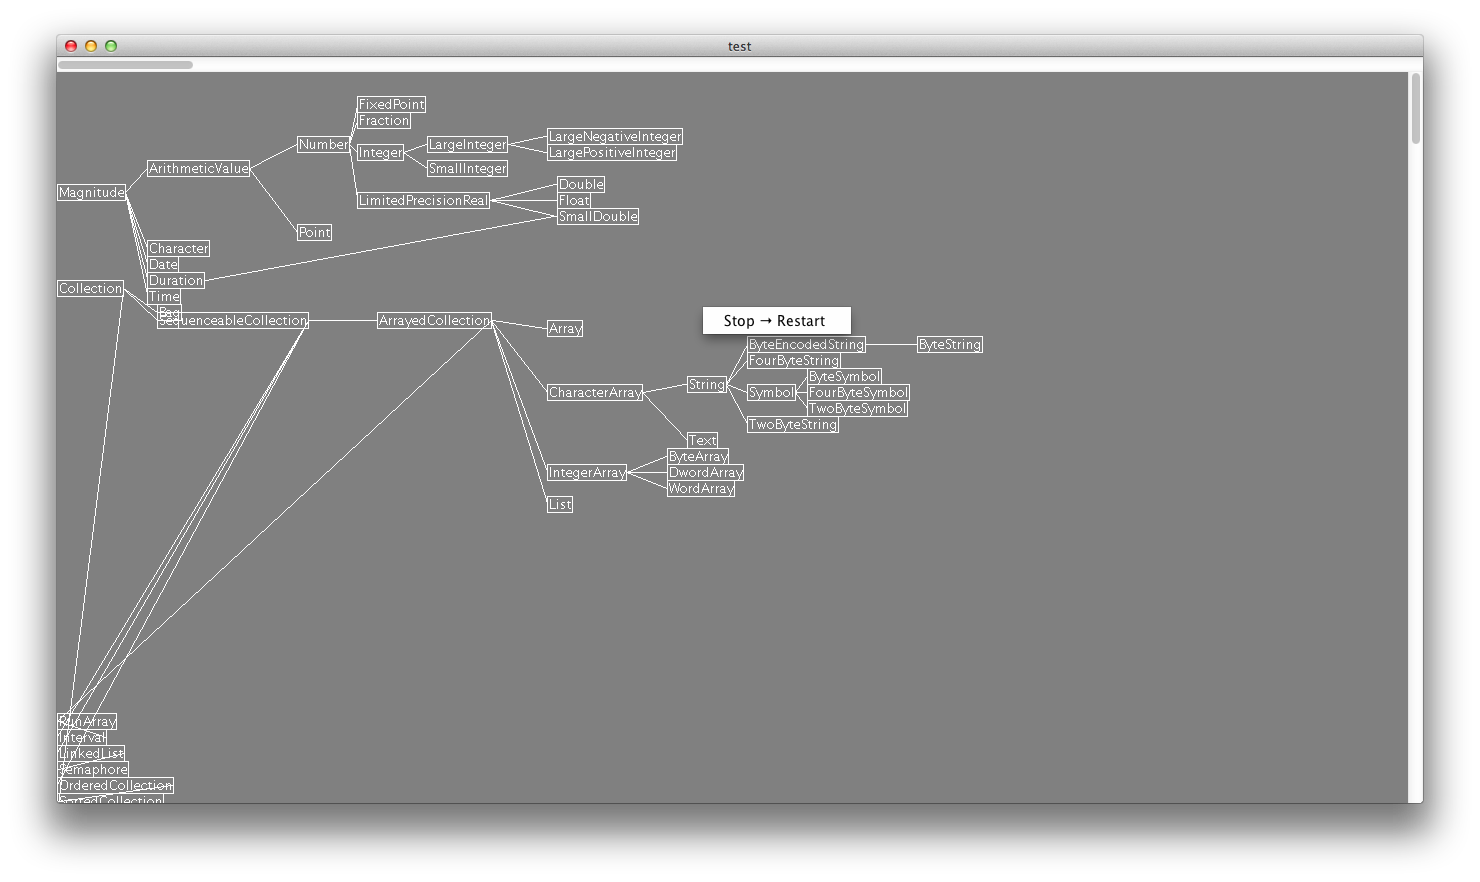 test
FixedPoint
Fraction
Number
LargeNegativeInteger
LargeInteger
Integer
LargePositiveInteger
ArithmeticValue
SmallInteger
Double
Magnitude
LimitedPrecisionReal
Float
SmallDouble
Point
Character
Date
Duration
Collection
Time
Bag
SequenceableCollection
ArrayedCollection
Array
Stop → Restart
ByteEncodedString
ByteString
FourByteString
ByteSymbol
String
CharacterArray
Symbol
FourByteSymbol
TwoByteSymbol
TwoByteString
Text
ByteArray
IntegerArray
DwordArray
WordArray
List
RunArray
Interval
LinkedList
Semaphore
OrderedCollection
SortedCollection